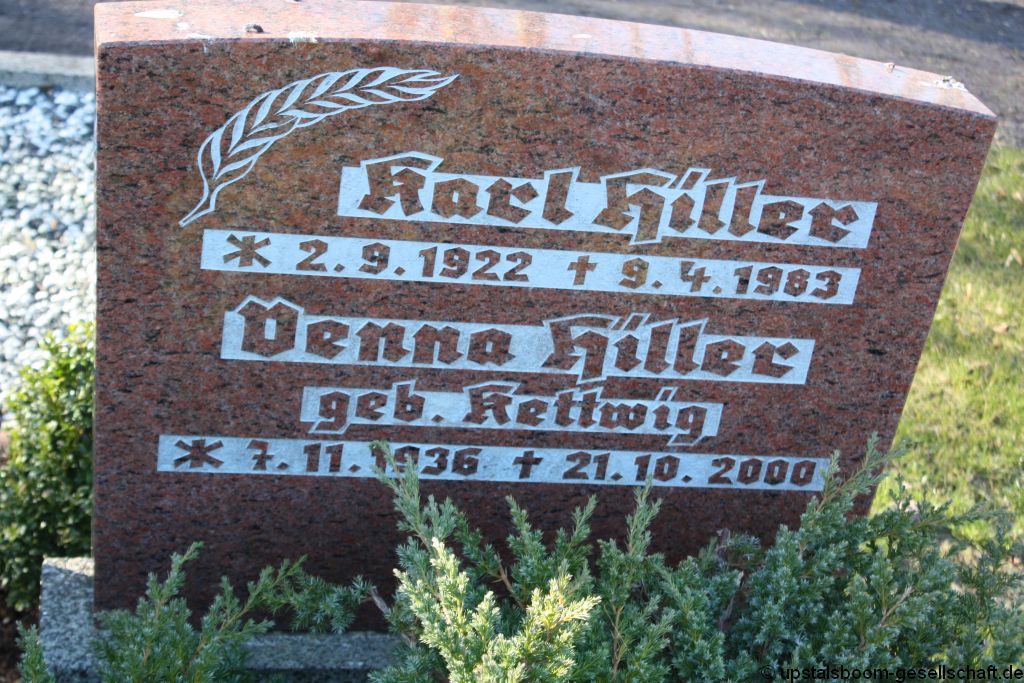 Karl Hiller
* 2. 9. 1922 † 9. 4. 1983
Venna Hiller
geb. Kettwig
* 7. 11. 1936 † 21. 10. 2000
© upstalsboom-gesellschaft.de